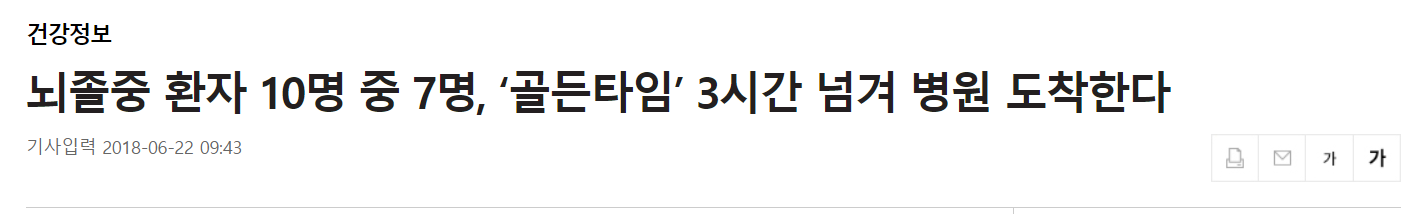 건강정보
뇌졸중 환자 10명 중 7명, ‘골든타임’ 3시간 넘겨 병원 도착한다
기사입력 2018-06-22 09:43
가 가